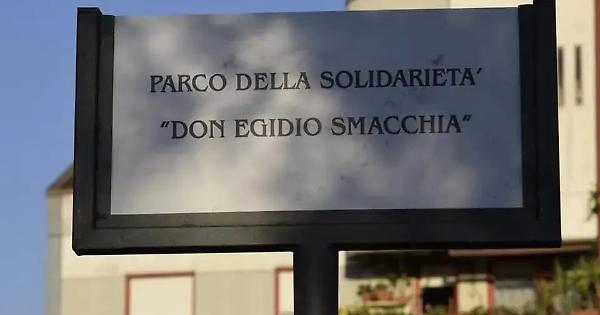 PARCO DELLA SOLIDARIETA′
“DON EGIDIO SMACCHIA”